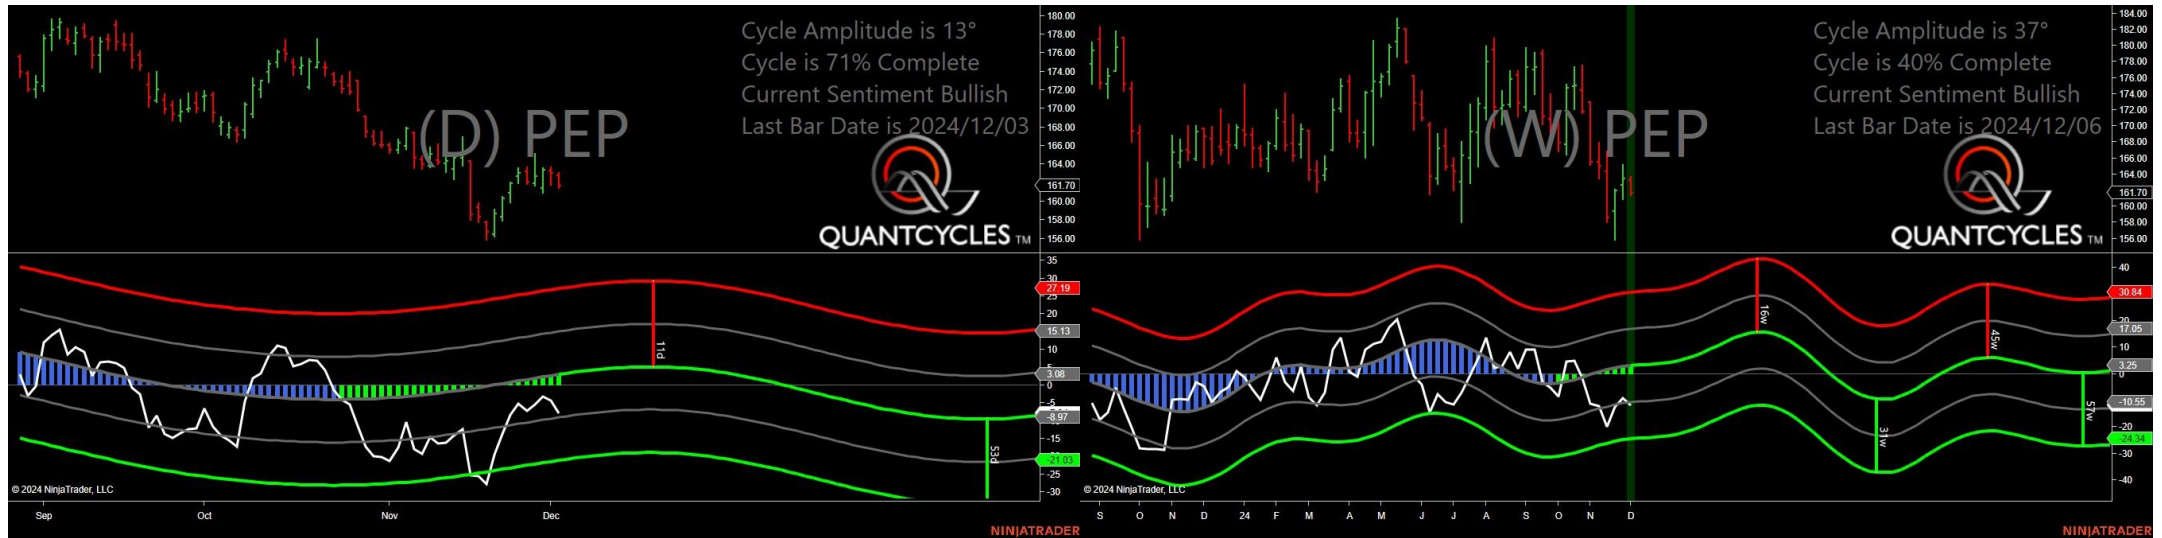 Cycle Amplitude is 13°
Cycle is 71% Complete
Current Sentiment Bullish
Last Bar Date is 2024/12/03
(D) PEP
QUANTCYCLES TM
180.00
178.00
176.00
174.00
172.00
170.00
168.00
166.00
164.00
161.70
160.00
158.00
156.00
35
30
27.19
25
20
15.13
10
5
3.08
0
-5
-8.97
-15
-21.03
-25
-30
11d
53d
© 2024 NinjaTrader, LLC
Sep Oct Nov Dec
NINJATRADER
Cycle Amplitude is 37°
Cycle is 40% Complete
Current Sentiment Bullish
Last Bar Date is 2024/12/06
(W) PEP
QUANTCYCLES TM
184.00
182.00
180.00
178.00
176.00
174.00
172.00
170.00
168.00
166.00
164.00
161.70
160.00
158.00
156.00
40
30.84
20
17.05
10
3.25
0
-10.55
-20
-24.34
-30
-40
16w
31w
45w
57w
© 2024 NinjaTrader, LLC
S O N D 24 F M A M J J A S O N D
NINJATRADER